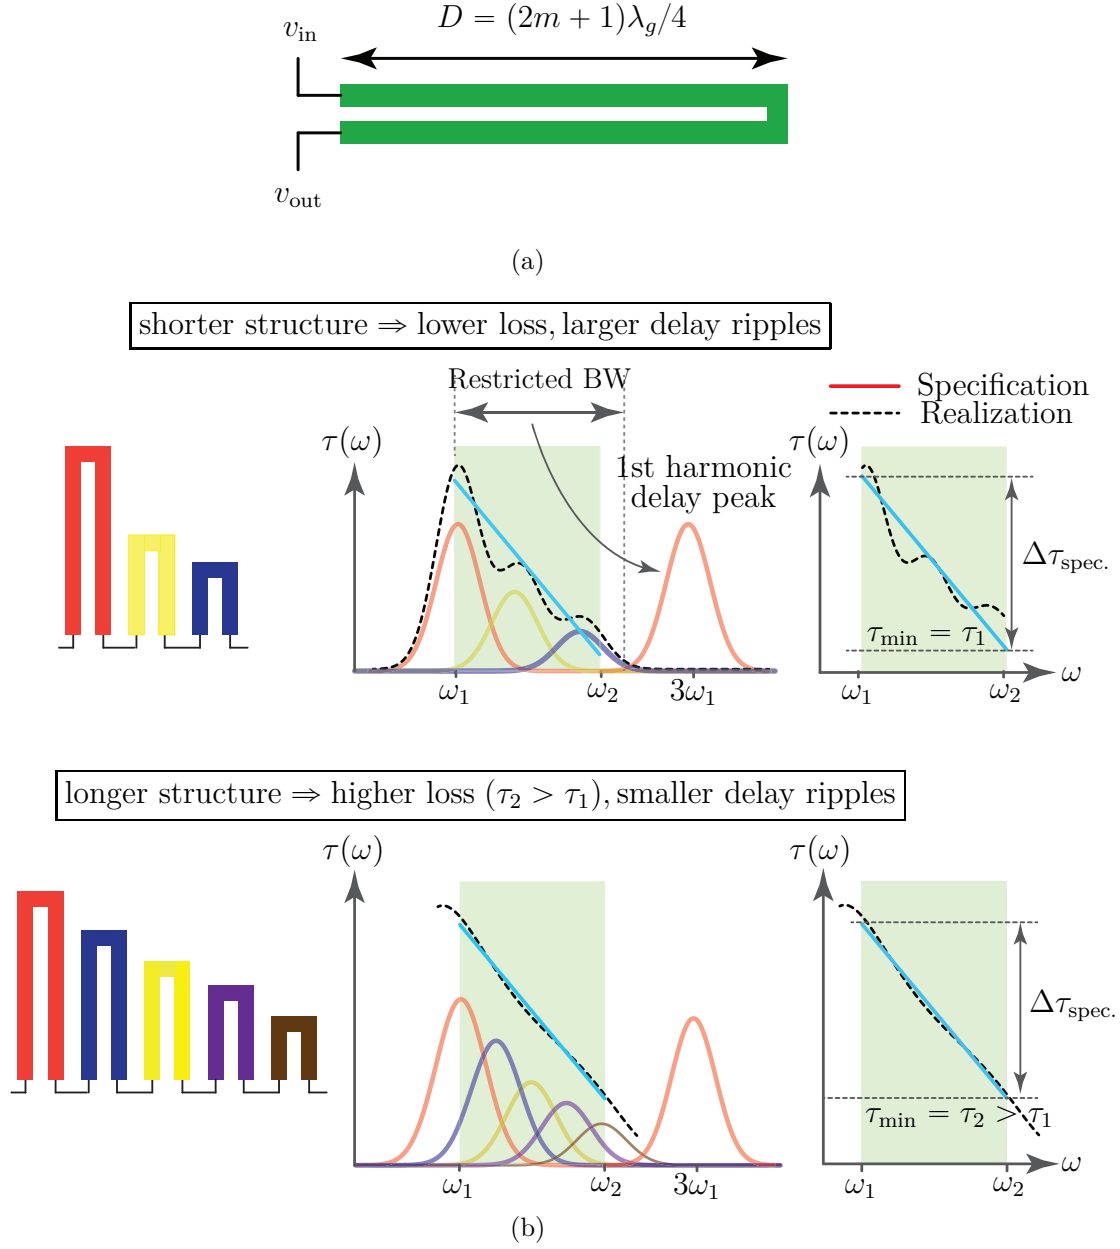 D = (2m + 1)λ_g/4
v_in
v_out
(a)
shorter structure ⇒ lower loss, larger delay ripples
Restricted BW
Specification
Realization
τ(ω)
τ(ω)
1st harmonic
delay peak
Δτ_spec.
τ_min = τ_1
ω_1
ω_2
3ω_1
ω_1
ω_2
ω
longer structure ⇒ higher loss (τ_2 > τ_1), smaller delay ripples
τ(ω)
τ(ω)
Δτ_spec.
τ_min = τ_2 > τ_1
ω_1
ω_2
3ω_1
ω_1
ω_2
ω
(b)